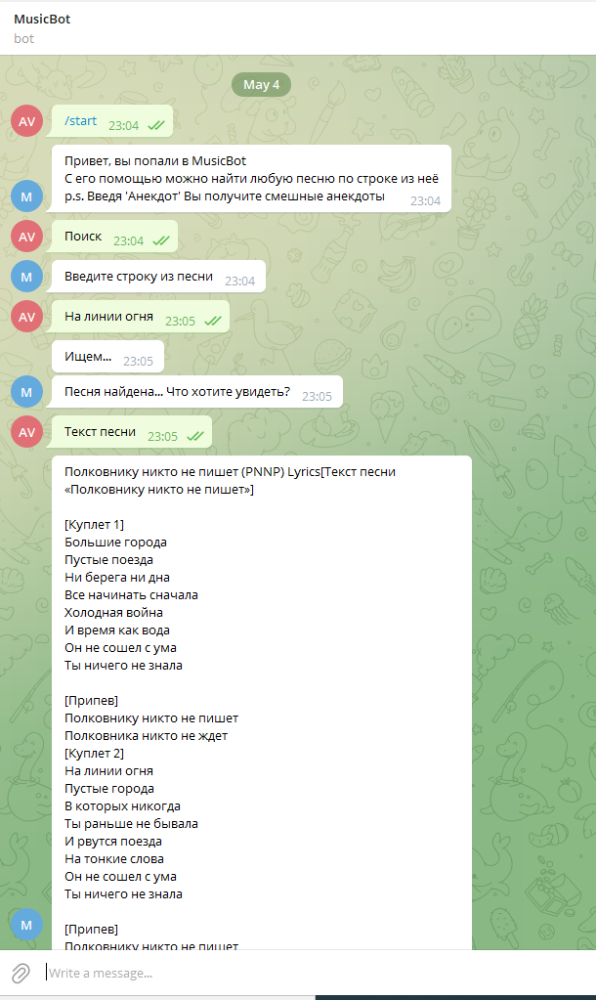 MusicBot
bot
May 4
AV
/start 23:04
Привет, вы попали в MusicBot
С его помощью можно найти любую песню по строке из неё
p.s. Введя 'Анекдот' Вы получите смешные анекдоты 23:04
M
AV
Поиск 23:04
M
Введите строку из песни 23:04
AV
На линии огня 23:05
Ищем... 23:05
M
Песня найдена... Что хотите увидеть? 23:05
AV
Текст песни 23:05
Полковнику никто не пишет (PNNP) Lyrics[Текст песни
«Полковнику никто не пишет»]
[Куплет 1]
Большие города
Пустые поезда
Ни берега ни дна
Все начинать сначала
Холодная война
И время как вода
Он не сошел с ума
Ты ничего не знала
[Припев]
Полковнику никто не пишет
Полковника никто не ждет
[Куплет 2]
На линии огня
Пустые города
В которых никогда
Ты раньше не бывала
И рвутся поезда
На тонкие слова
Он не сошел с ума
Ты ничего не знала
[Припев]
M
Полковнику никто не пишет
Write a message...